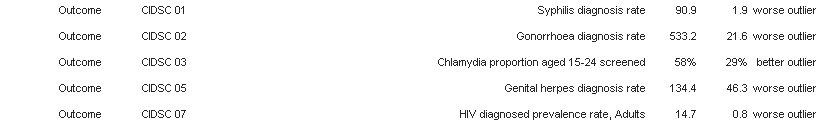 Outcome CIDSC 01 Syphilis diagnosis rate 90.9 1.9 worse outlier
Outcome CIDSC 02 Gonorrhoea diagnosis rate 533.2 21.6 worse outlier
Outcome CIDSC 03 Chlamydia proportion aged 15-24 screened 58% 29% better outlier
Outcome CIDSC 05 Genital herpes diagnosis rate 134.4 46.3 worse outlier
Outcome CIDSC 07 HIV diagnosed prevalence rate, Adults 14.7 0.8 worse outlier